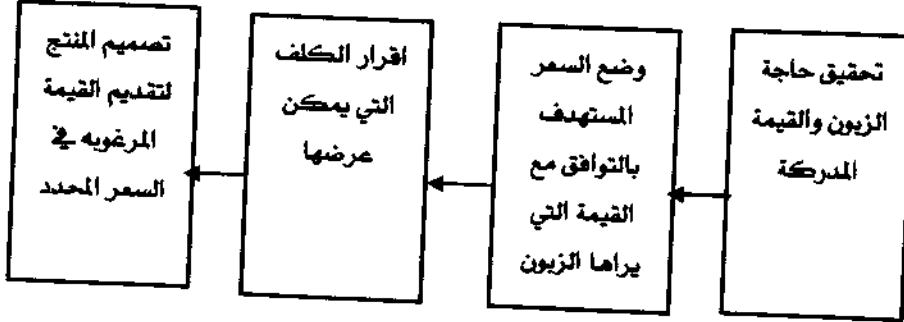 تحقيق حاجة
الزبون والقيمة
المدركة
وضع السعر
المستهدف
بالتوافق مع
القيمة التي
يراها الزبون
اقرار الكلف
التي يمكن
عرضها
تصميم المنتج
لتقديم القيمة
المرغوبه في
السعر المحدد